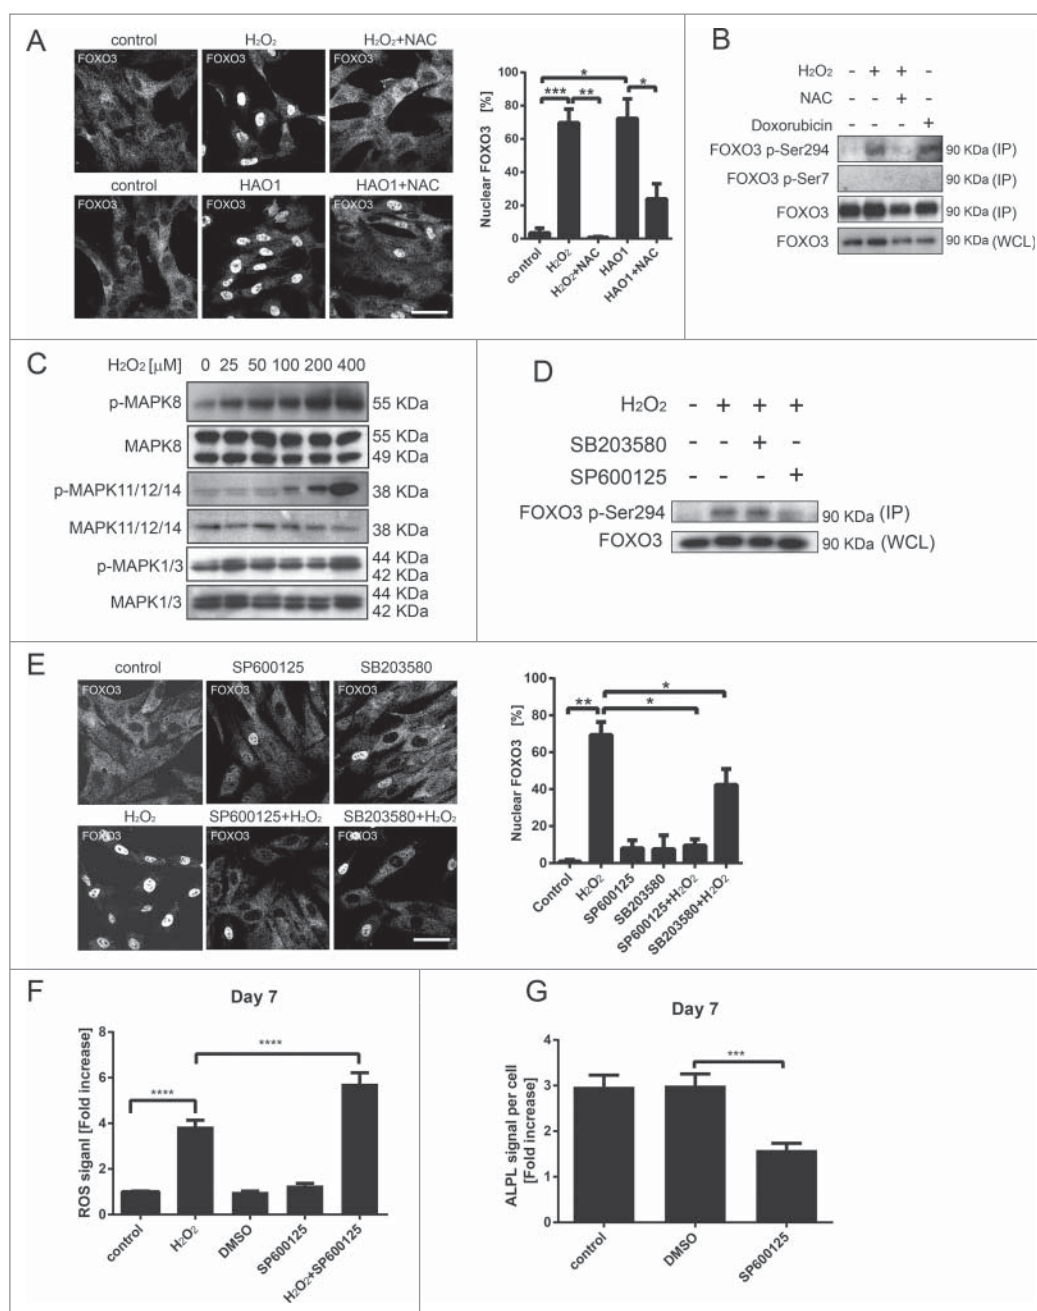 A
control H₂O₂ H₂O₂+NAC
FOXO3 FOXO3 FOXO3
control HAO1 HAO1+NAC
FOXO3 FOXO3 FOXO3
Nuclear FOXO3 [%]
100
80
60
40
20
0
* *
*** **
control H₂O₂ H₂O₂+NAC HAO1 HAO1+NAC
B
H₂O₂ - + + -
NAC - - + -
Doxorubicin - - - +
FOXO3 p-Ser294 90 KDa (IP)
FOXO3 p-Ser7 90 KDa (IP)
FOXO3 90 KDa (IP)
FOXO3 90 KDa (WCL)
C
H₂O₂ [µM] 0 25 50 100 200 400
p-MAPK8 55 KDa
MAPK8 55 KDa
49 KDa
p-MAPK11/12/14 38 KDa
MAPK11/12/14 38 KDa
p-MAPK1/3 44 KDa
42 KDa
MAPK1/3 44 KDa
42 KDa
D
H₂O₂ - + + +
SB203580 - - + -
SP600125 - - - +
FOXO3 p-Ser294 90 KDa (IP)
FOXO3 90 KDa (WCL)
E
control SP600125 SB203580
FOXO3 FOXO3 FOXO3
H₂O₂ SP600125+H₂O₂ SB203580+H₂O₂
FOXO3 FOXO3 FOXO3
Nuclear FOXO3 [%]
100
80
60
40
20
0
*
** *
Control H₂O₂ SP600125 SB203580 SP600125+H₂O₂ SB203580+H₂O₂
F
Day 7
ROS siganl [Fold increase]
8
6
4
2
0
****
****
control H₂O₂ DMSO SP600125 H₂O₂+SP600125
G
Day 7
ALPL signal per cell
[Fold increase]
4
3
2
1
0
***
control DMSO SP600125